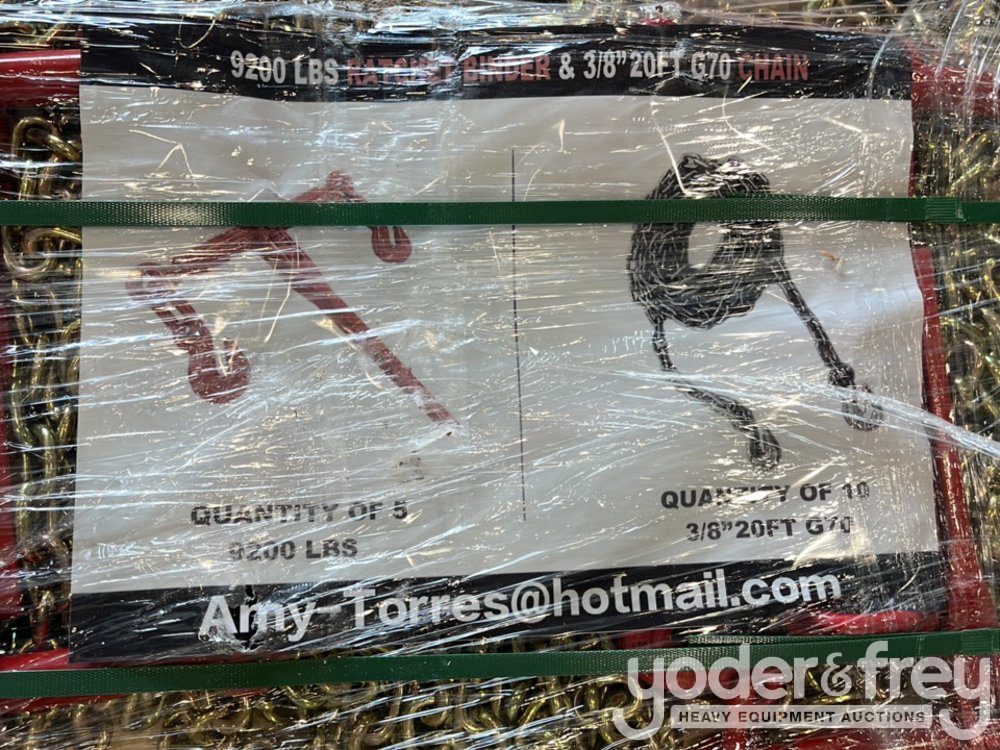 9200 LBS RATCHET BINDER & 3/8" 20FT G70 CHAIN
QUANTITY OF 5
9200 LBS
QUANTITY OF 10
3/8" 20FT G70
Amy-Torres@hotmail.com
yoder&frey
HEAVY EQUIPMENT AUCTIONS